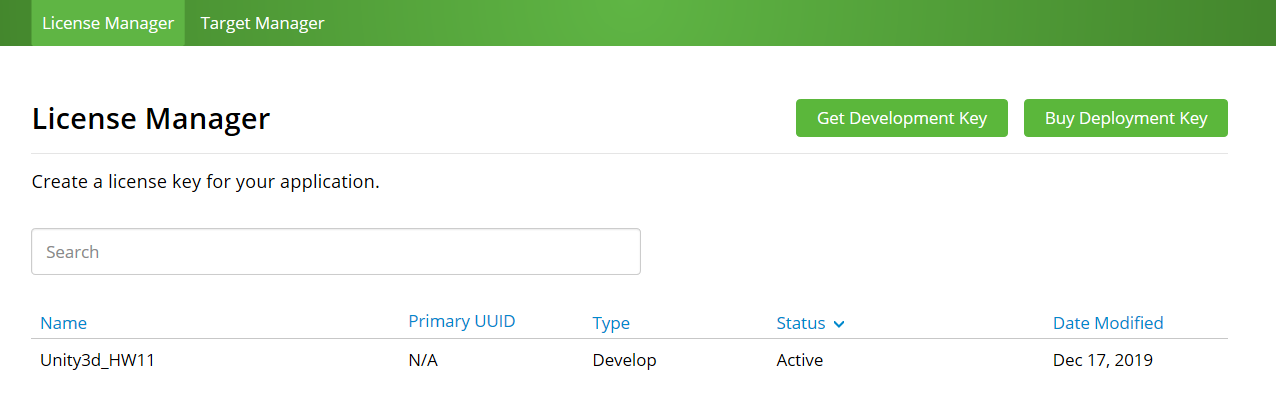 License Manager Target Manager
License Manager Get Development Key Buy Deployment Key
Create a license key for your application.
Search
Name Primary UUID Type Status Date Modified
Unity3d_HW11 N/A Develop Active Dec 17, 2019